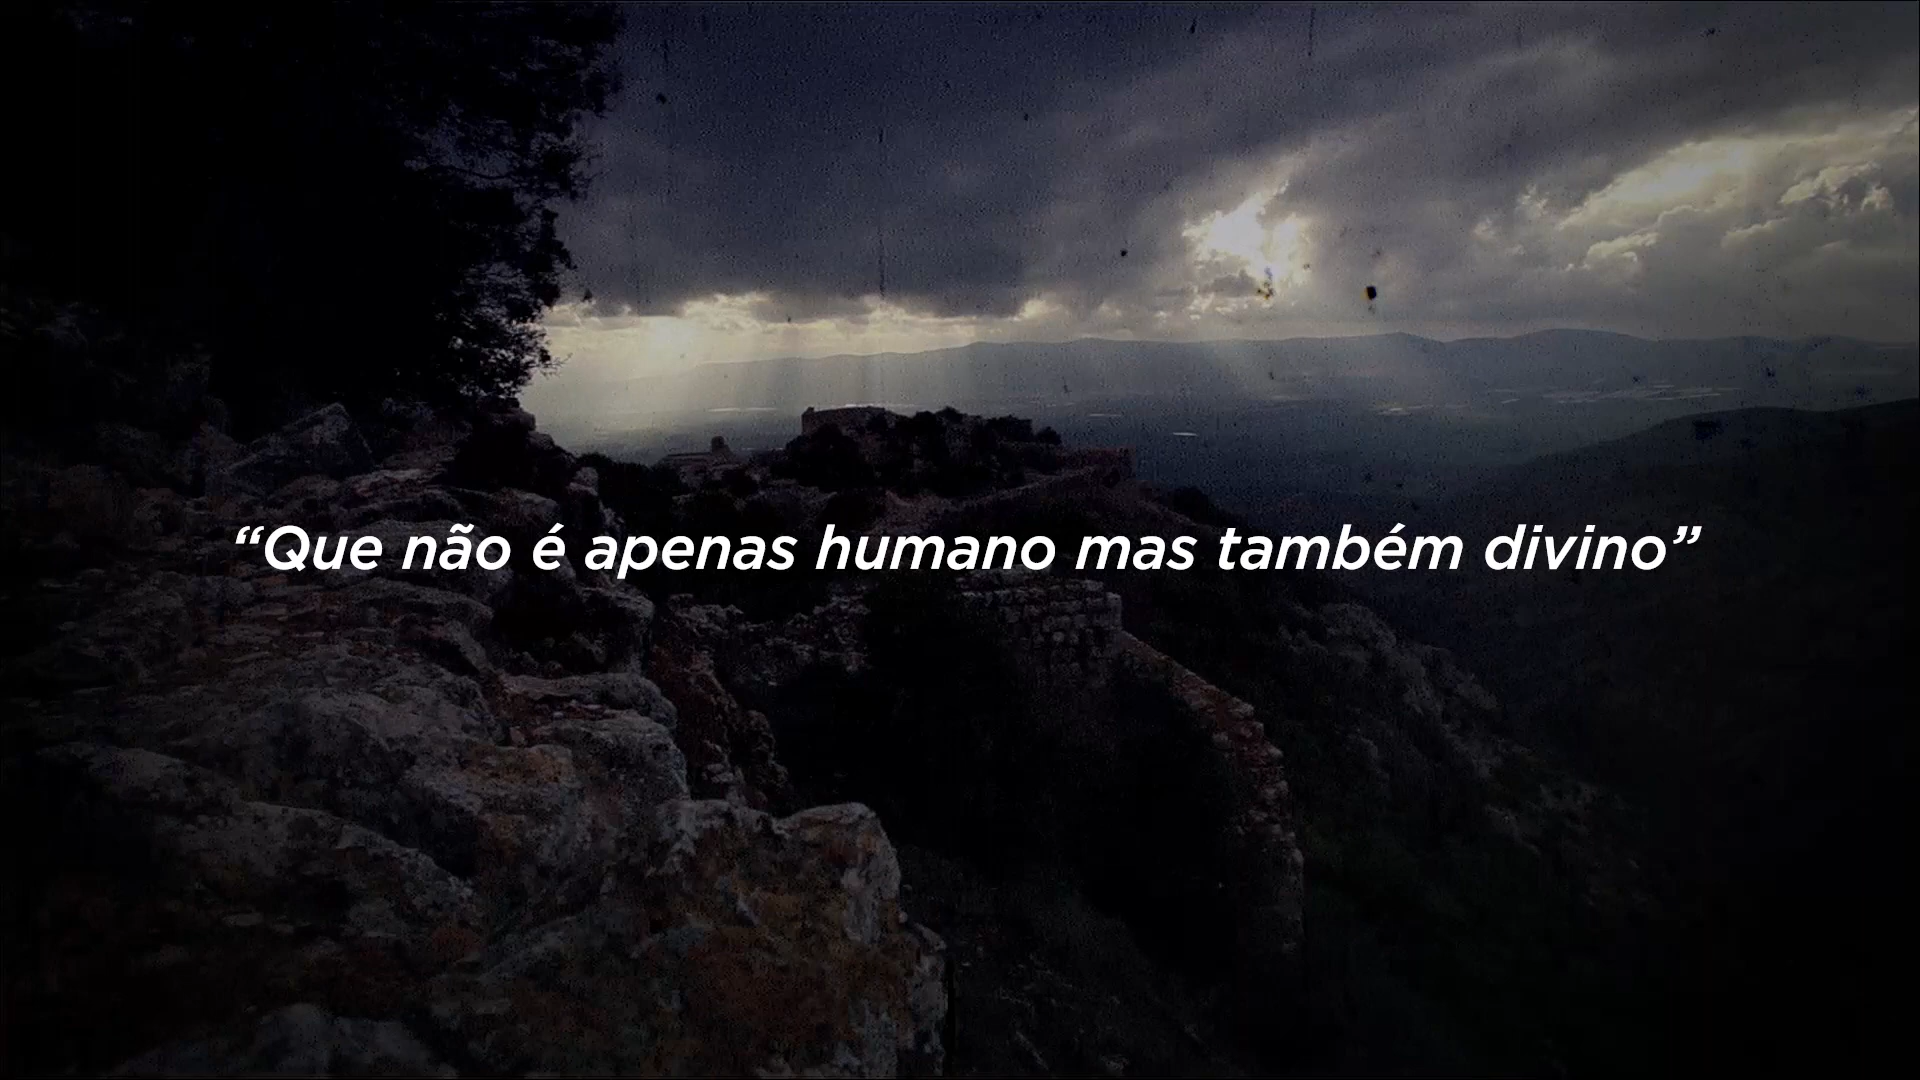 “Que não é apenas humano mas também divino”